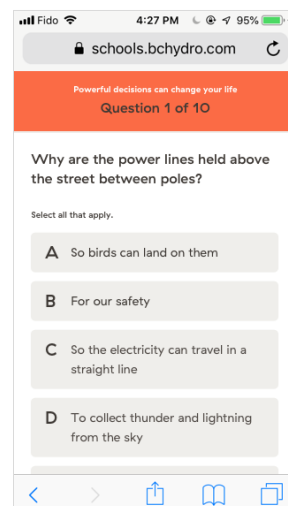 Fido 4:27 PM 95%
schools.bchydro.com
Powerful decisions can change your life
Question 1 of 10
Why are the power lines held above
the street between poles?
Select all that apply.
A So birds can land on them
B For our safety
C So the electricity can travel in a
straight line
D To collect thunder and lightning
from the sky